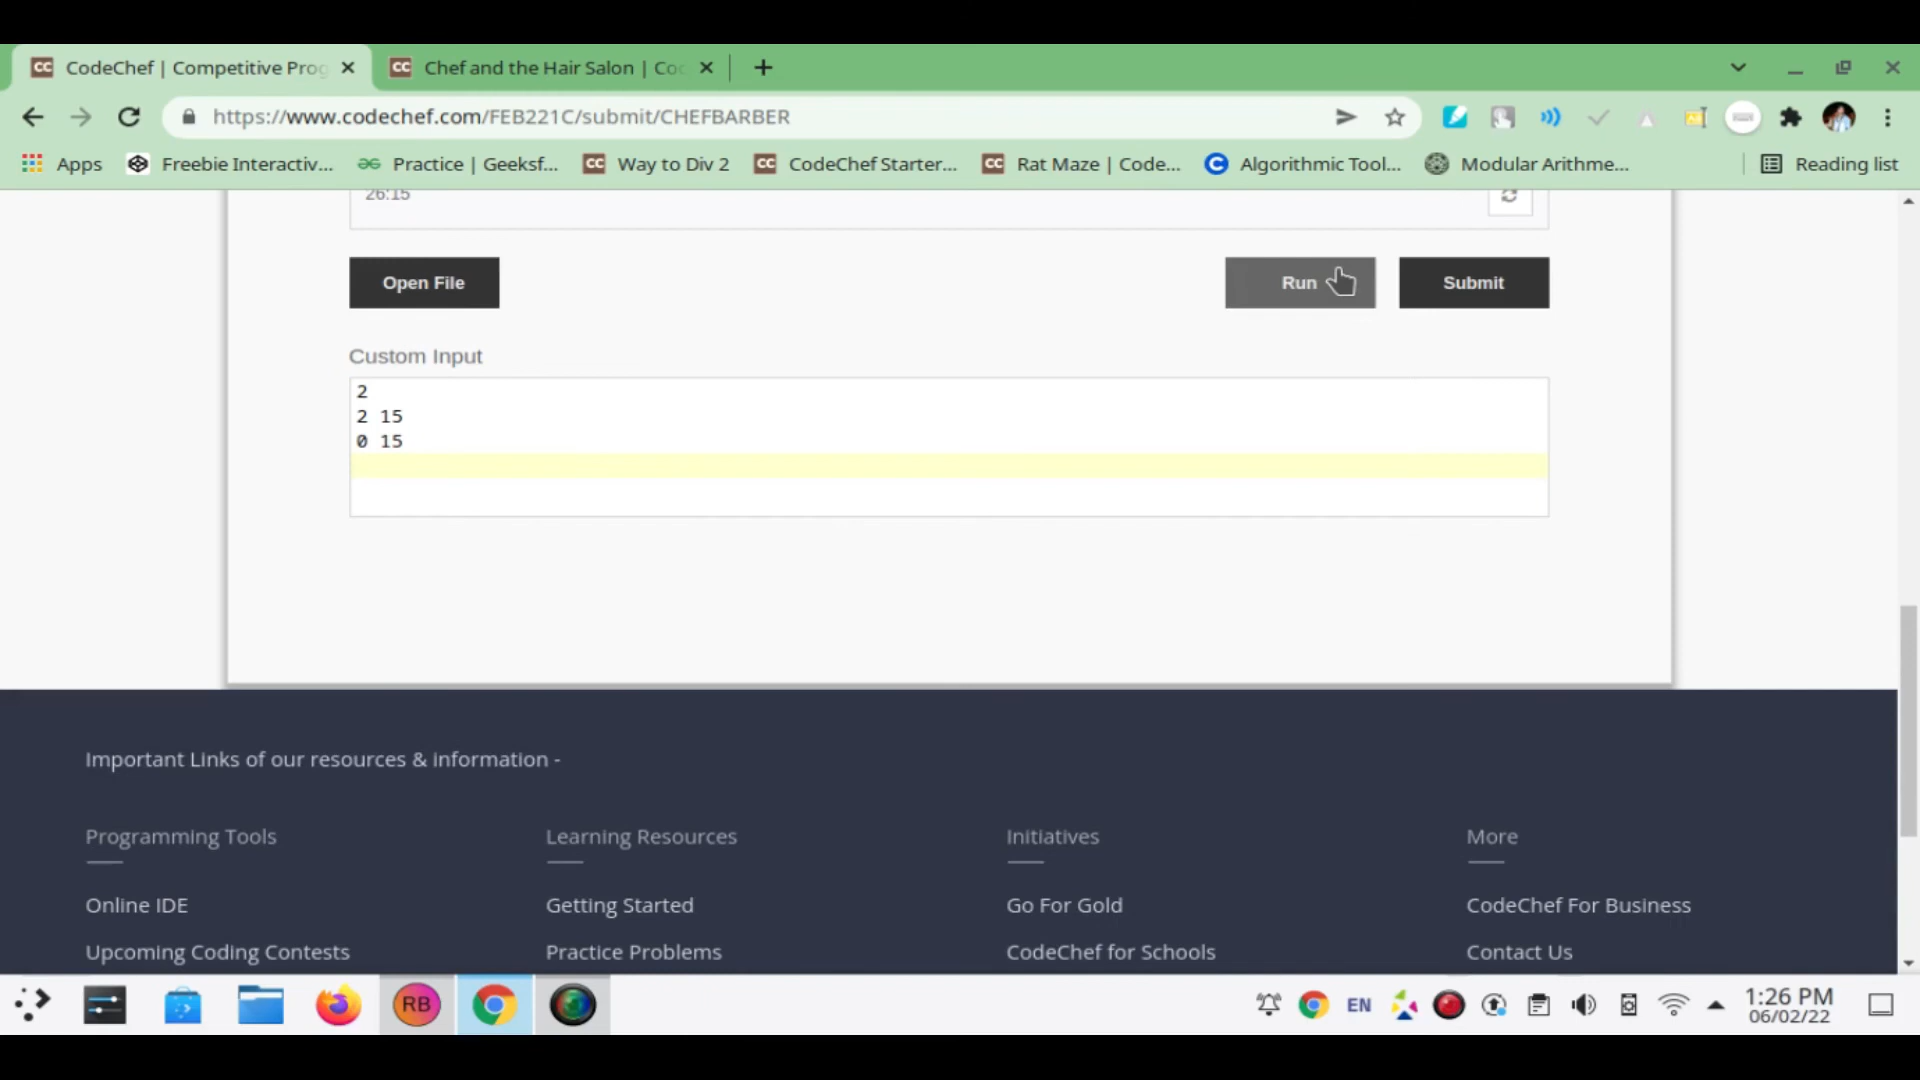 CodeChef | Competitive Prog
Chef and the Hair Salon | Coc
https://www.codechef.com/FEB221C/submit/CHEFBARBER
Apps
Freebie Interactiv...
Practice | Geeksf...
Way to Div 2
CodeChef Starter...
Rat Maze | Code...
Algorithmic Tool...
Modular Arithme...
Reading list
26:15
Open File
Run
Submit
Custom Input
2
2 15
0 15
Important Links of our resources & information -
Programming Tools
Learning Resources
Initiatives
More
Online IDE
Getting Started
Go For Gold
CodeChef For Business
Upcoming Coding Contests
Practice Problems
CodeChef for Schools
Contact Us
RB
EN
1:26 PM
06/02/22